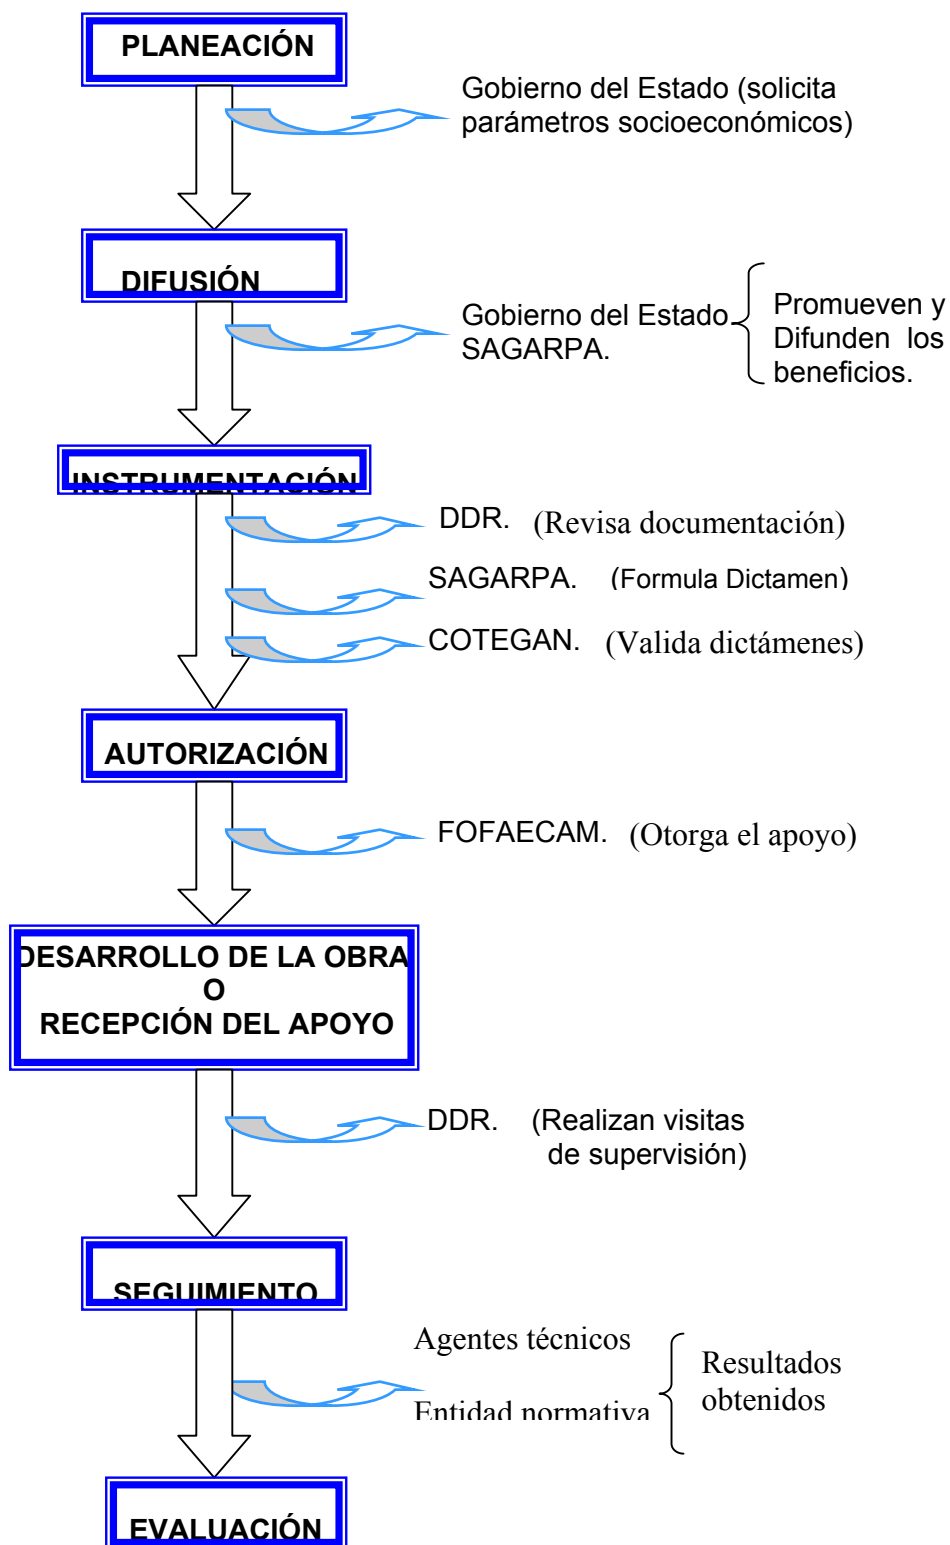 PLANEACIÓN
Gobierno del Estado (solicita
parámetros socioeconómicos)
DIFUSIÓN
Gobierno del Estado
SAGARPA.
Promueven y
Difunden los
beneficios.
INSTRUMENTACIÓN
DDR. (Revisa documentación)
SAGARPA. (Formula Dictamen)
COTEGAN. (Valida dictámenes)
AUTORIZACIÓN
FOFAECAM. (Otorga el apoyo)
DESARROLLO DE LA OBRA
O
RECEPCIÓN DEL APOYO
DDR. (Realizan visitas
de supervisión)
SEGUIMIENTO
Agentes técnicos
Entidad normativa
Resultados
obtenidos
EVALUACIÓN